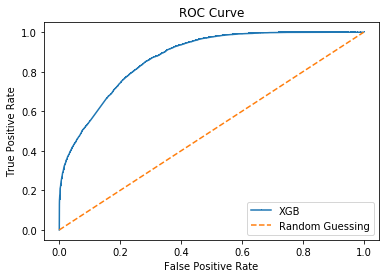 ROC Curve
True Positive Rate
1.0
0.8
0.6
0.4
0.2
0.0
XGB
Random Guessing
0.0 0.2 0.4 0.6 0.8 1.0
False Positive Rate